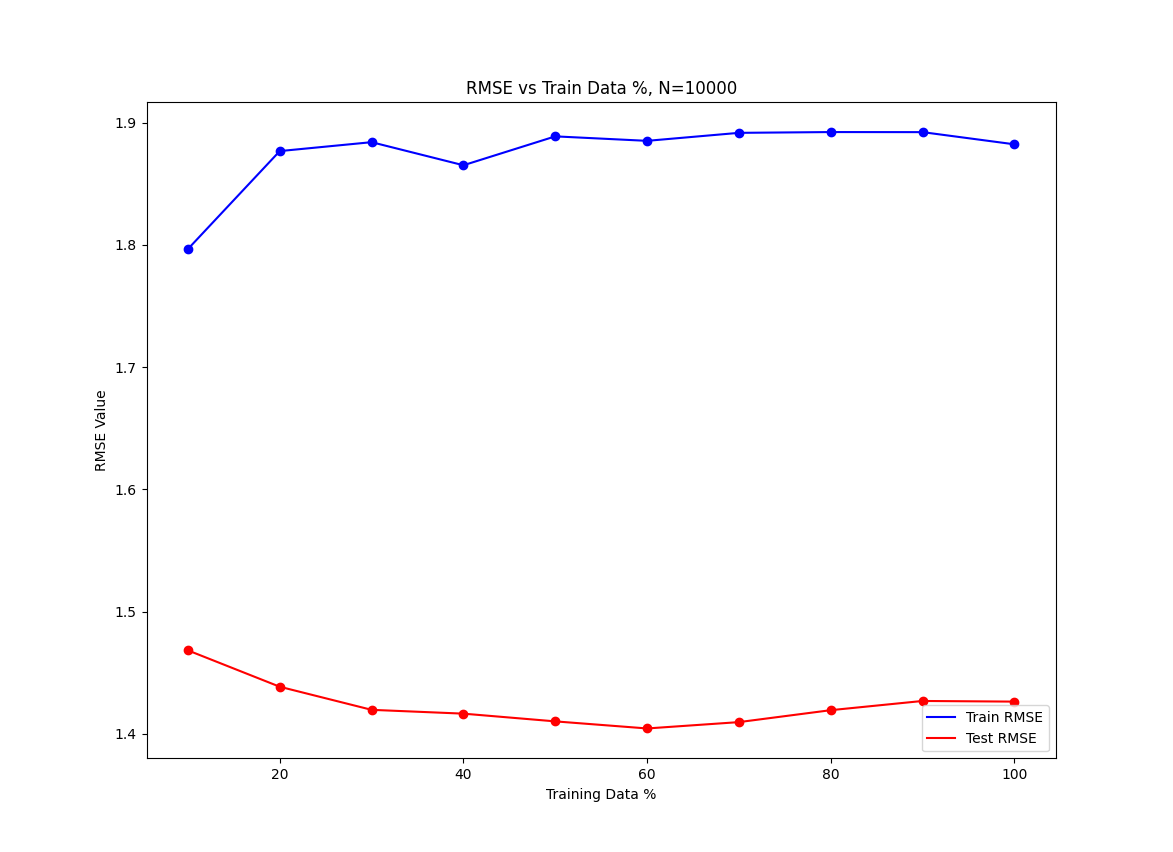 RMSE vs Train Data %, N=10000
1.9
1.8
1.7
1.6
1.5
1.4
RMSE Value
Train RMSE
Test RMSE
20 40 60 80 100
Training Data %